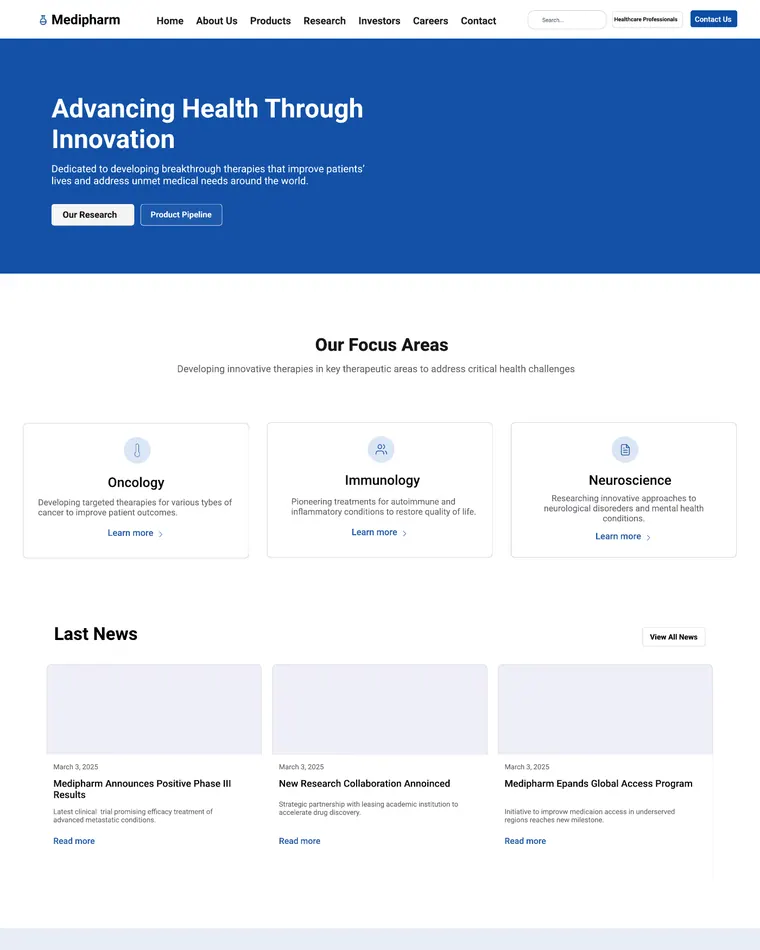 Medipharm
Home About Us Products Research Investors Careers Contact
Search...
Healthcare Professionals
Contact Us
Advancing Health Through
Innovation
Dedicated to developing breakthrough therapies that improve patients'
lives and address unmet medical needs around the world.
Our Research
Product Pipeline
Our Focus Areas
Developing innovative therapies in key therapeutic areas to address critical health challenges
Oncology
Developing targeted thearapies for various tybes of
cancer to improve patient outcomes.
Learn more
Immunology
Pioneering treatments for autoimmune and
inflammatory conditions to restore quality of life.
Learn more
Neuroscience
Researching innovative approaches to
neurological disoreders and mental health
conditions.
Learn more
Last News
View All News
March 3, 2025
Medipharm Announces Positive Phase III
Results
Latest clinical trial promising efficacy treatment of
advanced metastatic conditions.
Read more
March 3, 2025
New Research Collaboration Annoinced
Strategic partnership with leasing academic institution to
accelerate drug discovery.
Read more
March 3, 2025
Medipharm Epands Global Access Program
Initiative to improvw medicaion access in underserved
regions reaches new milestone.
Read more